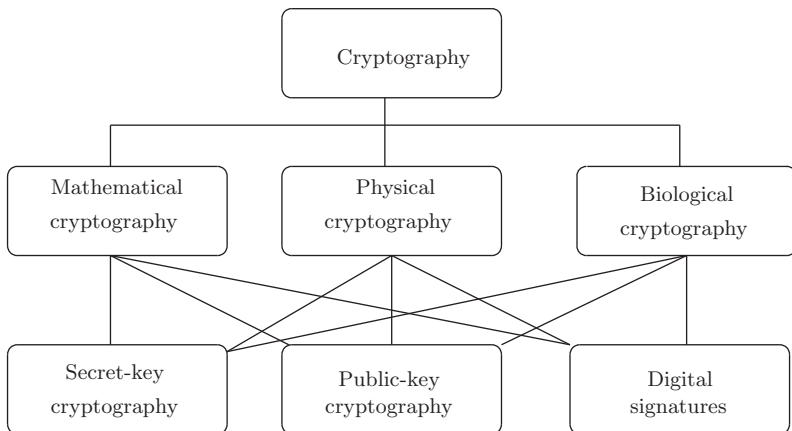 Cryptography
Mathematical
cryptography
Physical
cryptography
Biological
cryptography
Secret-key
cryptography
Public-key
cryptography
Digital
signatures